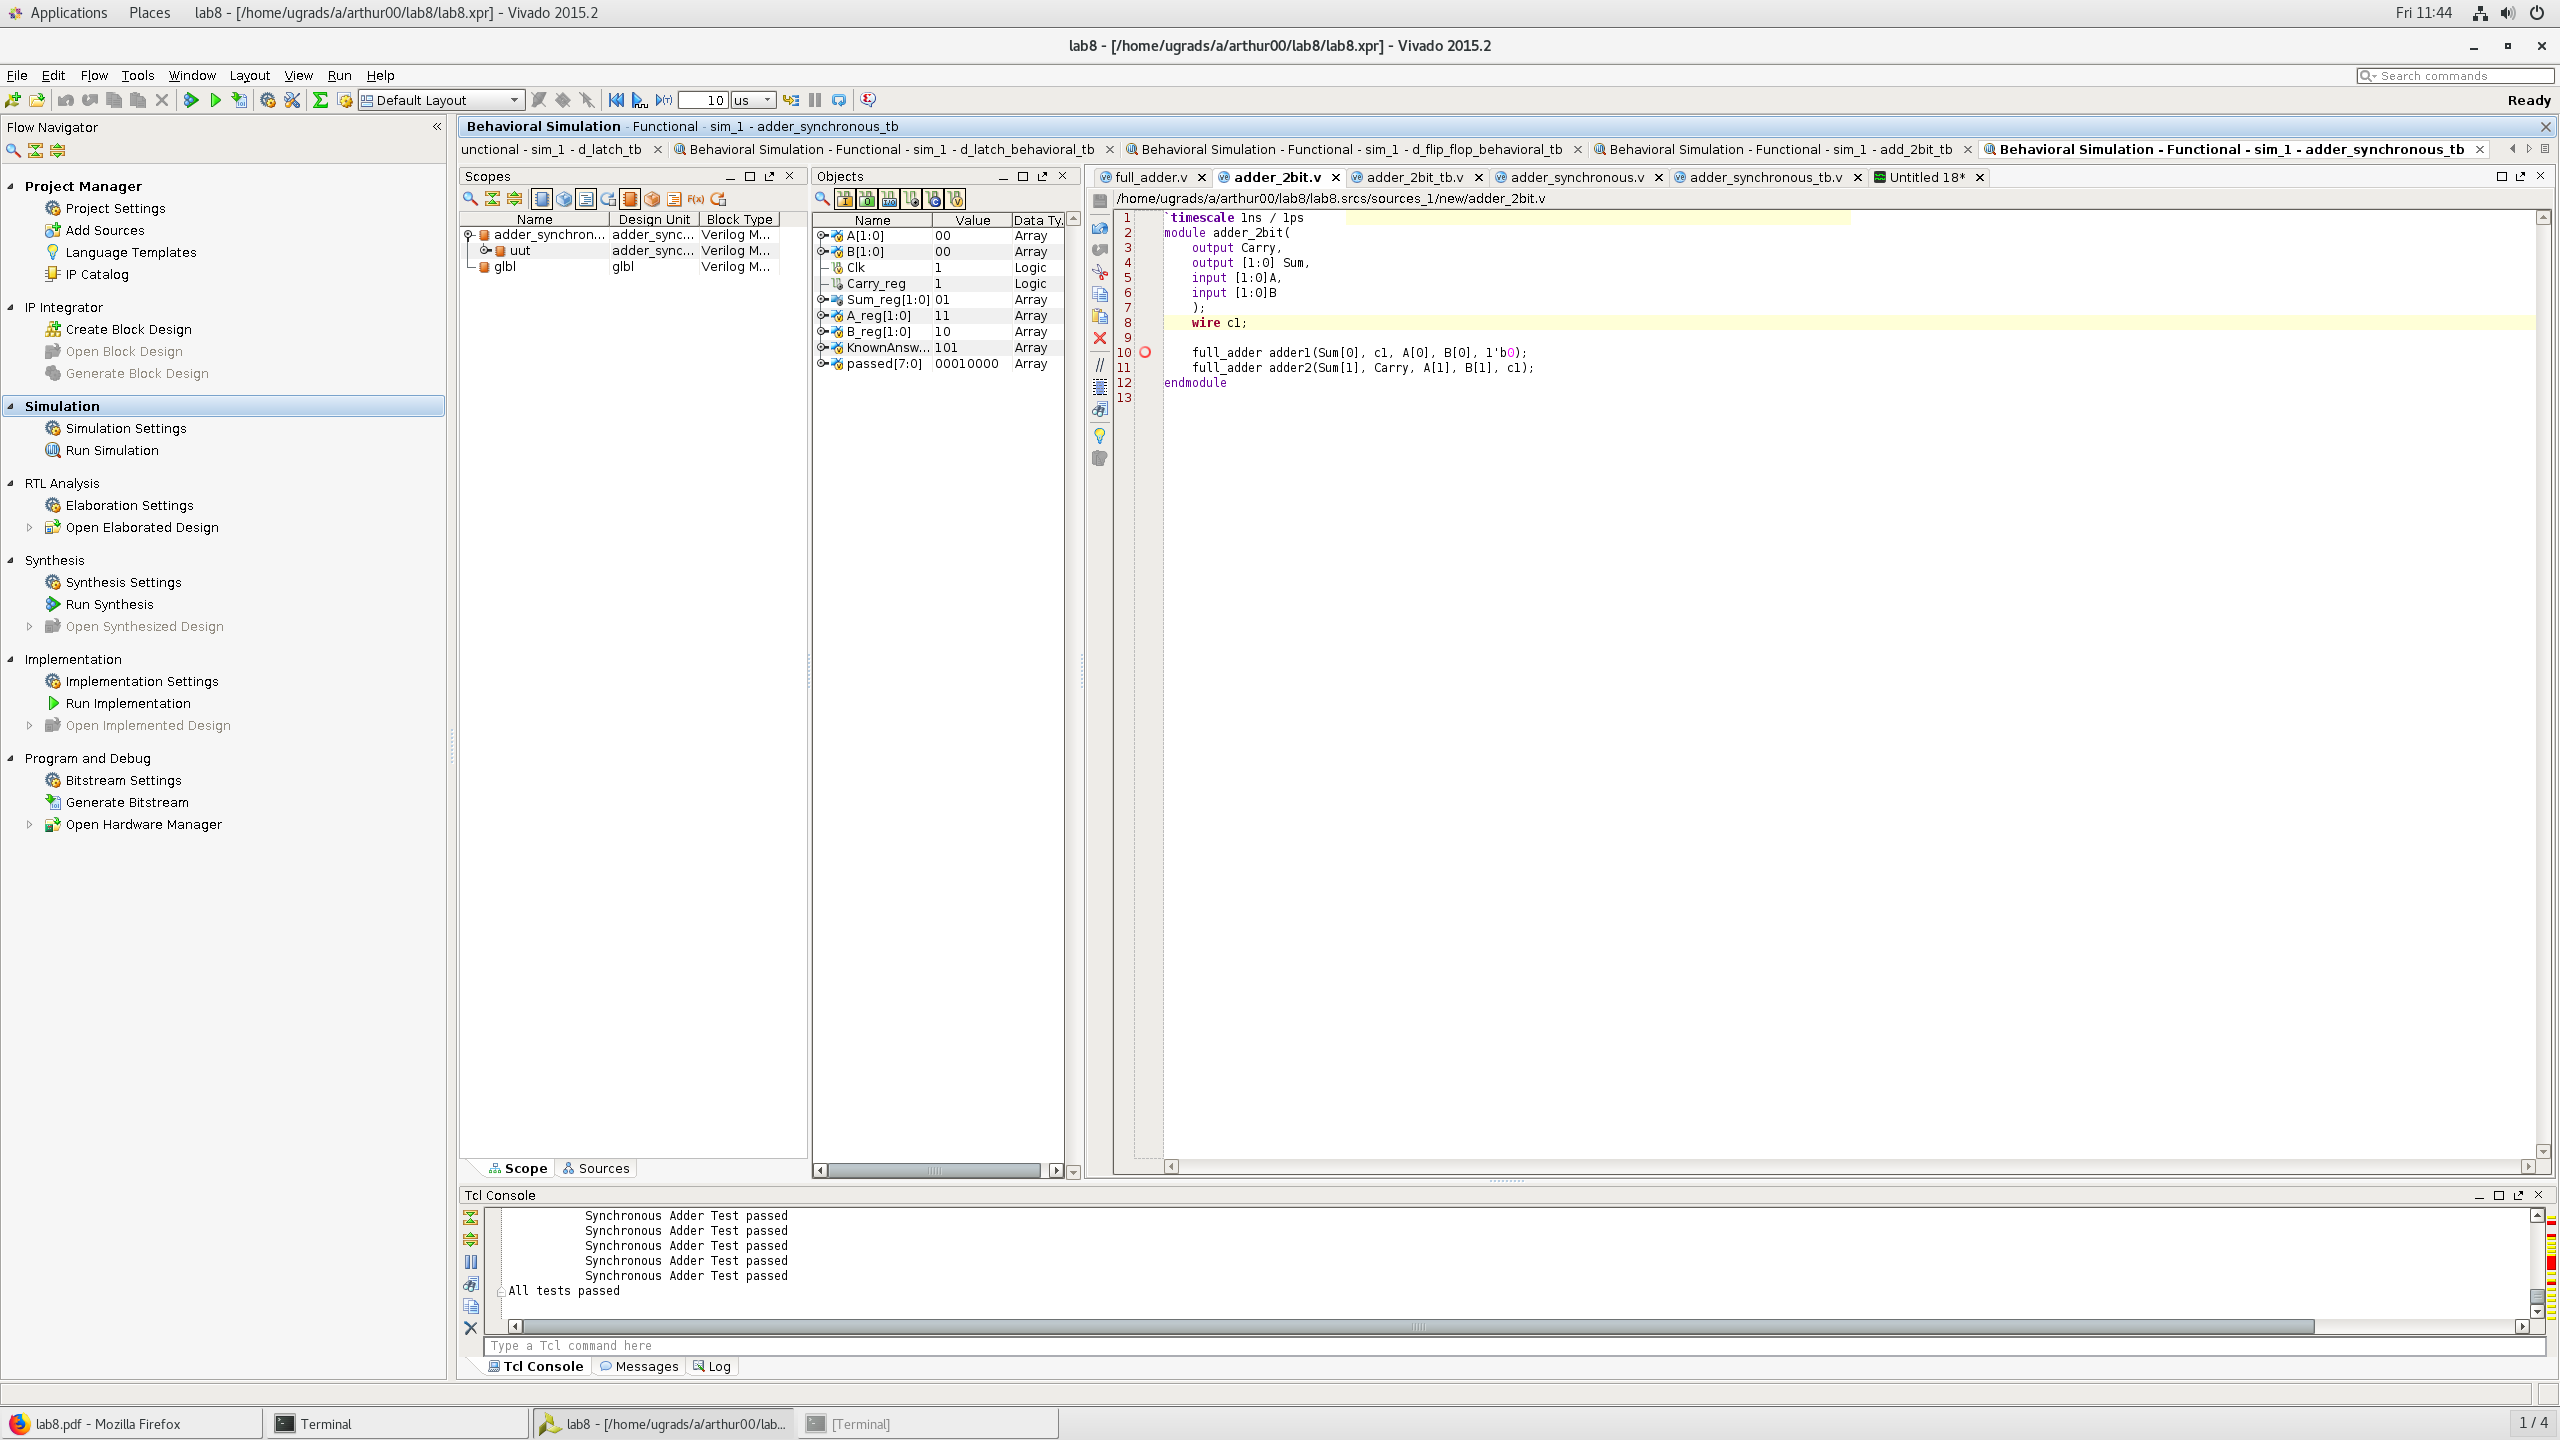 Applications Places lab8 - [/home/ugrads/a/arthur00/lab8/lab8.xpr] - Vivado 2015.2 Fri 11:44
lab8 - [/home/ugrads/a/arthur00/lab8/lab8.xpr] - Vivado 2015.2
File Edit Flow Tools Window Layout View Run Help Search commands
Default Layout 10 us Ready
Flow Navigator
Project Manager
Project Settings
Add Sources
Language Templates
IP Catalog
IP Integrator
Create Block Design
Open Block Design
Generate Block Design
Simulation
Simulation Settings
Run Simulation
RTL Analysis
Elaboration Settings
Open Elaborated Design
Synthesis
Synthesis Settings
Run Synthesis
Open Synthesized Design
Implementation
Implementation Settings
Run Implementation
Open Implemented Design
Program and Debug
Bitstream Settings
Generate Bitstream
Open Hardware Manager
Behavioral Simulation - Functional - sim_1 - adder_synchronous_tb
unctional - sim_1 - d_latch_tb Behavioral Simulation - Functional - sim_1 - d_latch_behavioral_tb Behavioral Simulation - Functional - sim_1 - d_flip_flop_behavioral_tb Behavioral Simulation - Functional - sim_1 - add_2bit_tb Behavioral Simulation - Functional - sim_1 - adder_synchronous_tb
Scopes
Name Design Unit Block Type
adder_synchron... adder_sync... Verilog M...
uut adder_sync... Verilog M...
glbl glbl Verilog M...
Scope Sources
Objects
Name Value Data Ty.
A[1:0] 00 Array
B[1:0] 00 Array
Clk 1 Logic
Carry_reg 1 Logic
Sum_reg[1:0] 01 Array
A_reg[1:0] 11 Array
B_reg[1:0] 10 Array
KnownAnsw... 101 Array
passed[7:0] 00010000 Array
full_adder.v adder_2bit.v adder_2bit_tb.v adder_synchronous.v adder_synchronous_tb.v Untitled 18*
/home/ugrads/a/arthur00/lab8/lab8.srcs/sources_1/new/adder_2bit.v
1 `timescale 1ns / 1ps
2 module adder_2bit(
3 output Carry,
4 output [1:0] Sum,
5 input [1:0]A,
6 input [1:0]B
7 );
8 wire c1;
9
10 full_adder adder1(Sum[0], c1, A[0], B[0], 1'b0);
11 full_adder adder2(Sum[1], Carry, A[1], B[1], c1);
12 endmodule
13
Tcl Console
Synchronous Adder Test passed
Synchronous Adder Test passed
Synchronous Adder Test passed
Synchronous Adder Test passed
Synchronous Adder Test passed
All tests passed
Type a Tcl command here
Tcl Console Messages Log
lab8.pdf - Mozilla Firefox Terminal lab8 - [/home/ugrads/a/arthur00/lab... [Terminal] 1 / 4